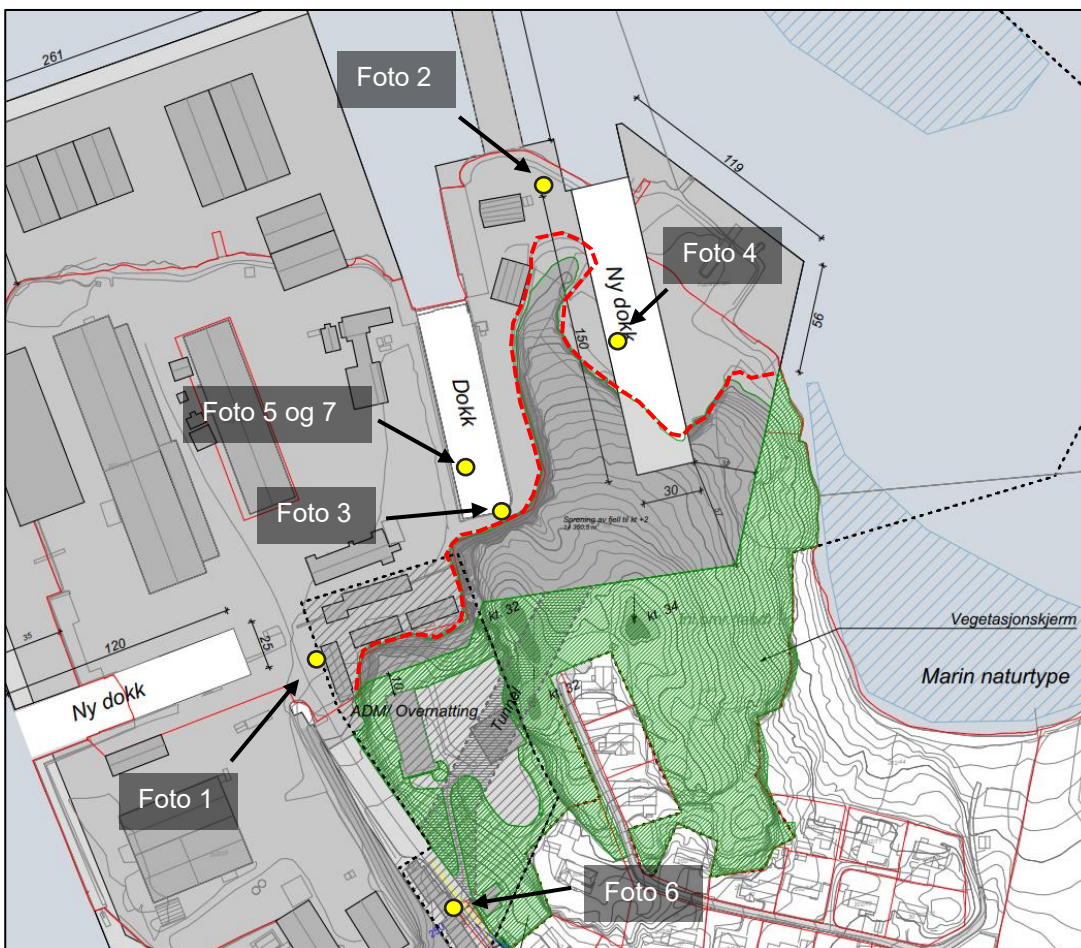 261
Foto 2
119
Foto 4
Ny dokk
56
150
Dokk
Foto 5 og 7
Foto 3
30
Sprening av fjell til kt +2
kt. 32
kt. 34
Vegetasjonskjerm
35
120
25
Marin naturtype
kt. 32
Ny dokk
10
ADM/ Overnatting
Tunnel
Foto 1
Foto 6